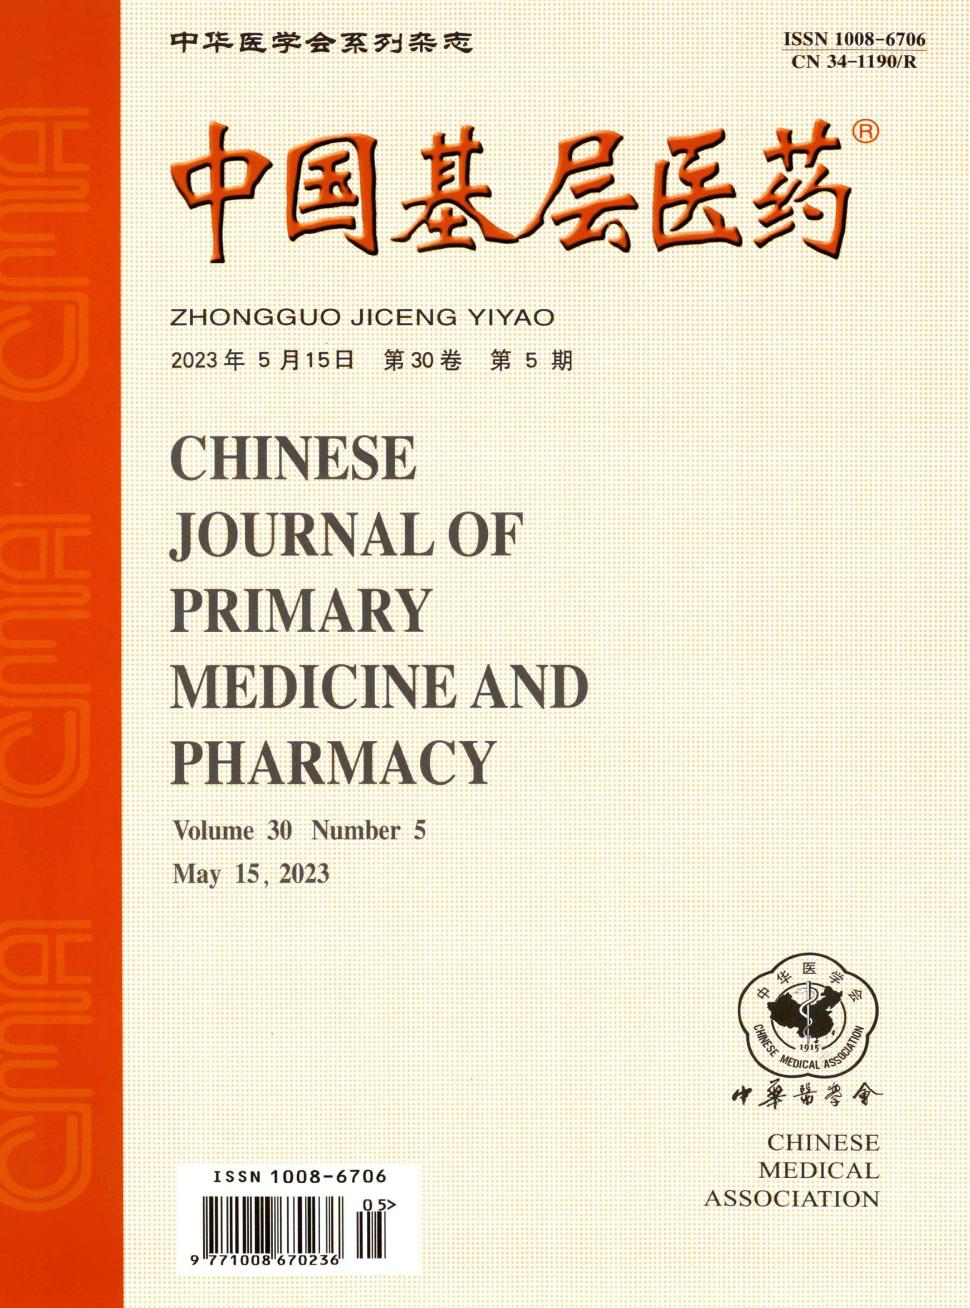 中华医学会系列杂志
ISSN 1008-6706
CN 34-1190/R
中国基层医药®
ZHONGGUO JICENG YIYAO
2023年 5月15日 第30卷 第 5 期
CHINESE
JOURNAL OF
PRIMARY
MEDICINE AND
PHARMACY
Volume 30 Number 5
May 15, 2023
中华医学会
1915
CHINESE MEDICAL ASSOCIATION
中華醫學會
CHINESE
MEDICAL
ASSOCIATION
ISSN 1008-6706
05>
9 771008 670236
CMA
CMA
CMA